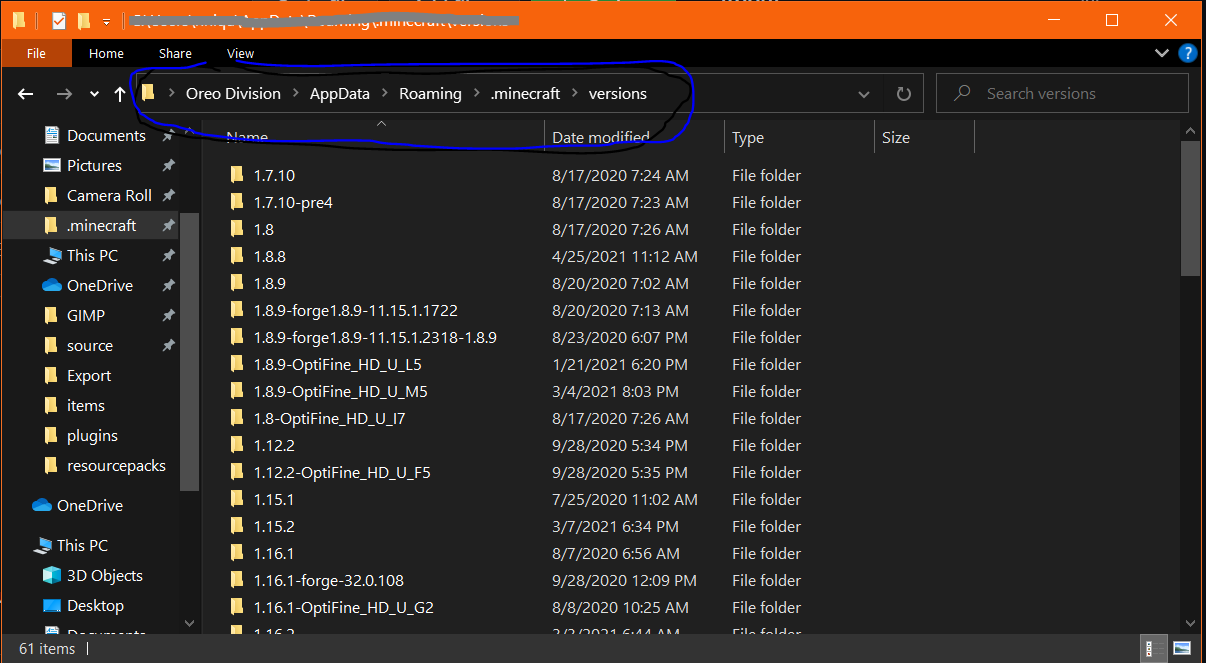 File Home Share View
Oreo Division AppData Roaming .minecraft versions
Search versions
Name Date modified Type Size
Documents
Pictures
Camera Roll
.minecraft
This PC
OneDrive
GIMP
source
Export
items
plugins
resourcepacks
OneDrive
This PC
3D Objects
Desktop
Documents
1.7.10 8/17/2020 7:24 AM File folder
1.7.10-pre4 8/17/2020 7:23 AM File folder
1.8 8/17/2020 7:26 AM File folder
1.8.8 4/25/2021 11:12 AM File folder
1.8.9 8/20/2020 7:02 AM File folder
1.8.9-forge1.8.9-11.15.1.1722 8/20/2020 7:13 AM File folder
1.8.9-forge1.8.9-11.15.1.2318-1.8.9 8/23/2020 6:07 PM File folder
1.8.9-OptiFine_HD_U_L5 1/21/2021 6:20 PM File folder
1.8.9-OptiFine_HD_U_M5 3/4/2021 8:03 PM File folder
1.8-OptiFine_HD_U_I7 8/17/2020 7:26 AM File folder
1.12.2 9/28/2020 5:34 PM File folder
1.12.2-OptiFine_HD_U_F5 9/28/2020 5:35 PM File folder
1.15.1 7/25/2020 11:02 AM File folder
1.15.2 3/7/2021 6:34 PM File folder
1.16.1 8/7/2020 6:56 AM File folder
1.16.1-forge-32.0.108 9/28/2020 12:09 PM File folder
1.16.1-OptiFine_HD_U_G2 8/8/2020 10:25 AM File folder
1.16.2 3/3/2021 6:44 AM File folder
61 items